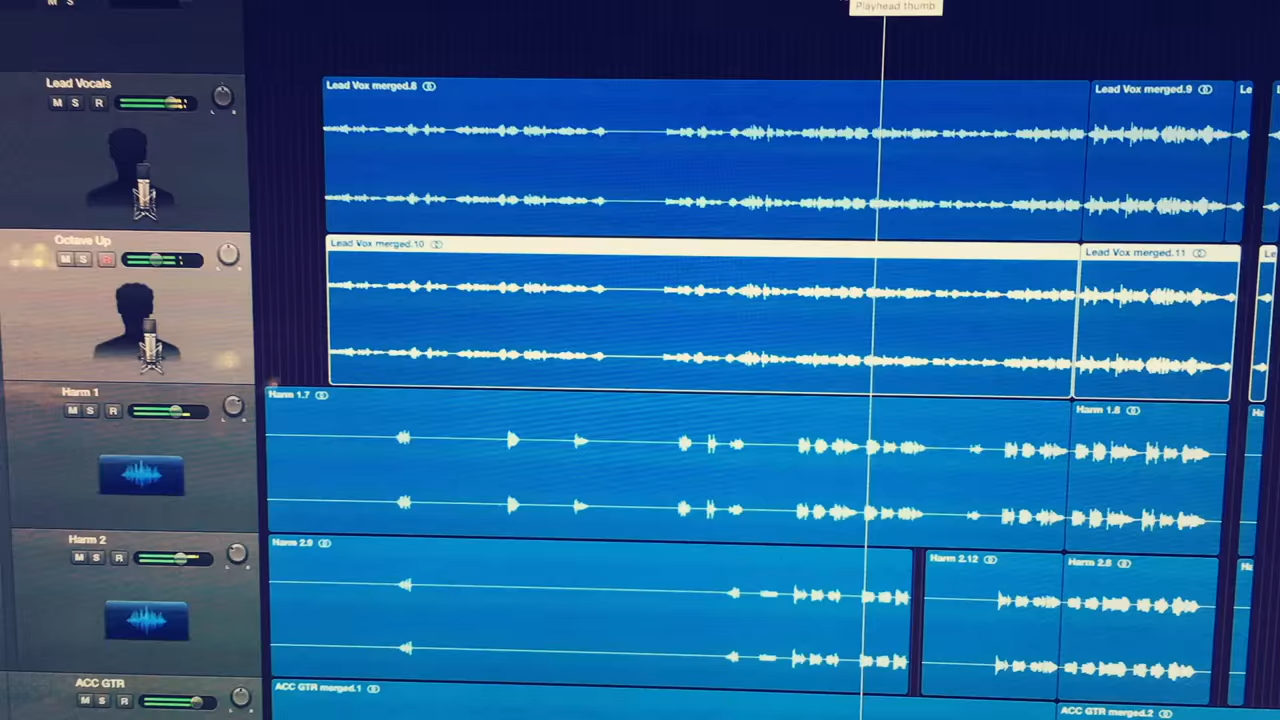 M S
Playhead thumb
Lead Vocals
M S R
Lead Vox merged.8
Lead Vox merged.9
Le
L R
Octave Up
M S R
Lead Vox merged.10
Lead Vox merged.11
Le
L R
Harm 1
M S R
Harm 1.7
Harm 1.8
L R
Harm 2
M S R
Harm 2.9
Harm 2.12
Harm 2.8
L R
ACC GTR
M S R
ACC GTR merged.1
ACC GTR merged.2
L R